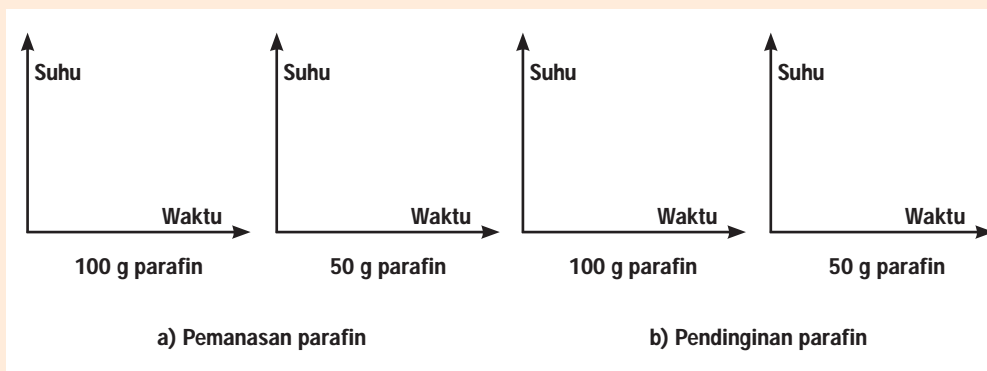 Suhu
Waktu
100 g parafin
Suhu
Waktu
50 g parafin
a) Pemanasan parafin
Suhu
Waktu
100 g parafin
Suhu
Waktu
50 g parafin
b) Pendinginan parafin